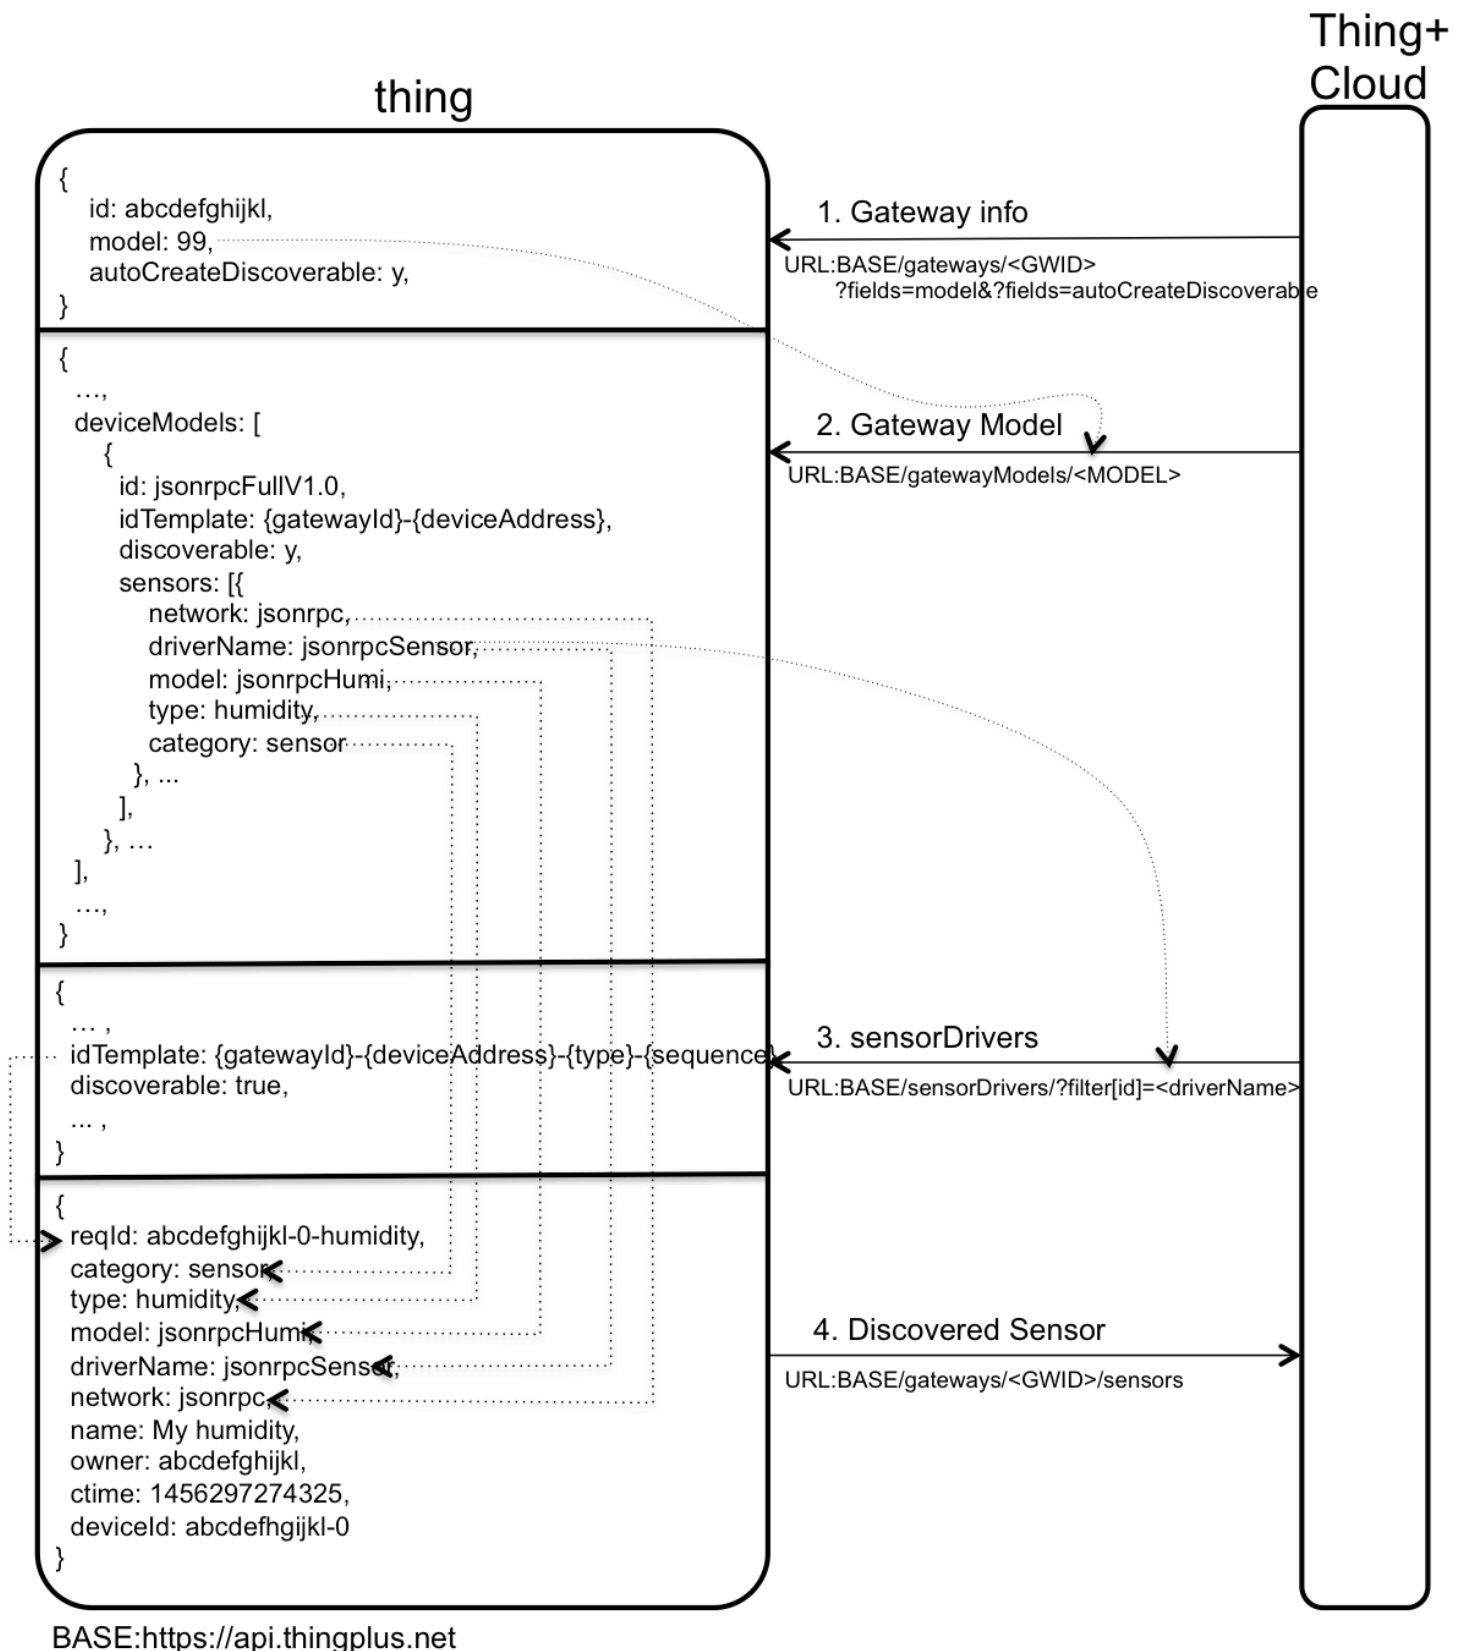 Thing+
Cloud
thing
{
id: abcdefghijkl,
model: 99,
autoCreateDiscoverable: y,
}
1. Gateway info
URL:BASE/gateways/<GWID>
?fields=model&?fields=autoCreateDiscoverable
{
…,
deviceModels: [
{
id: jsonrpcFullV1.0,
idTemplate: {gatewayId}-{deviceAddress},
discoverable: y,
sensors: [{
network: jsonrpc,
driverName: jsonrpcSensor,
model: jsonrpcHumi,
type: humidity,
category: sensor
}, ...
],
}, …
],
…,
}
2. Gateway Model
URL:BASE/gatewayModels/<MODEL>
{
... ,
idTemplate: {gatewayId}-{deviceAddress}-{type}-{sequence}
discoverable: true,
... ,
}
3. sensorDrivers
URL:BASE/sensorDrivers/?filter[id]=<driverName>
{
reqId: abcdefghijkl-0-humidity,
category: sensor,
type: humidity,
model: jsonrpcHumi,
driverName: jsonrpcSensor,
network: jsonrpc,
name: My humidity,
owner: abcdefghijkl,
ctime: 1456297274325,
deviceId: abcdefhgijkl-0
}
4. Discovered Sensor
URL:BASE/gateways/<GWID>/sensors
BASE:https://api.thingplus.net